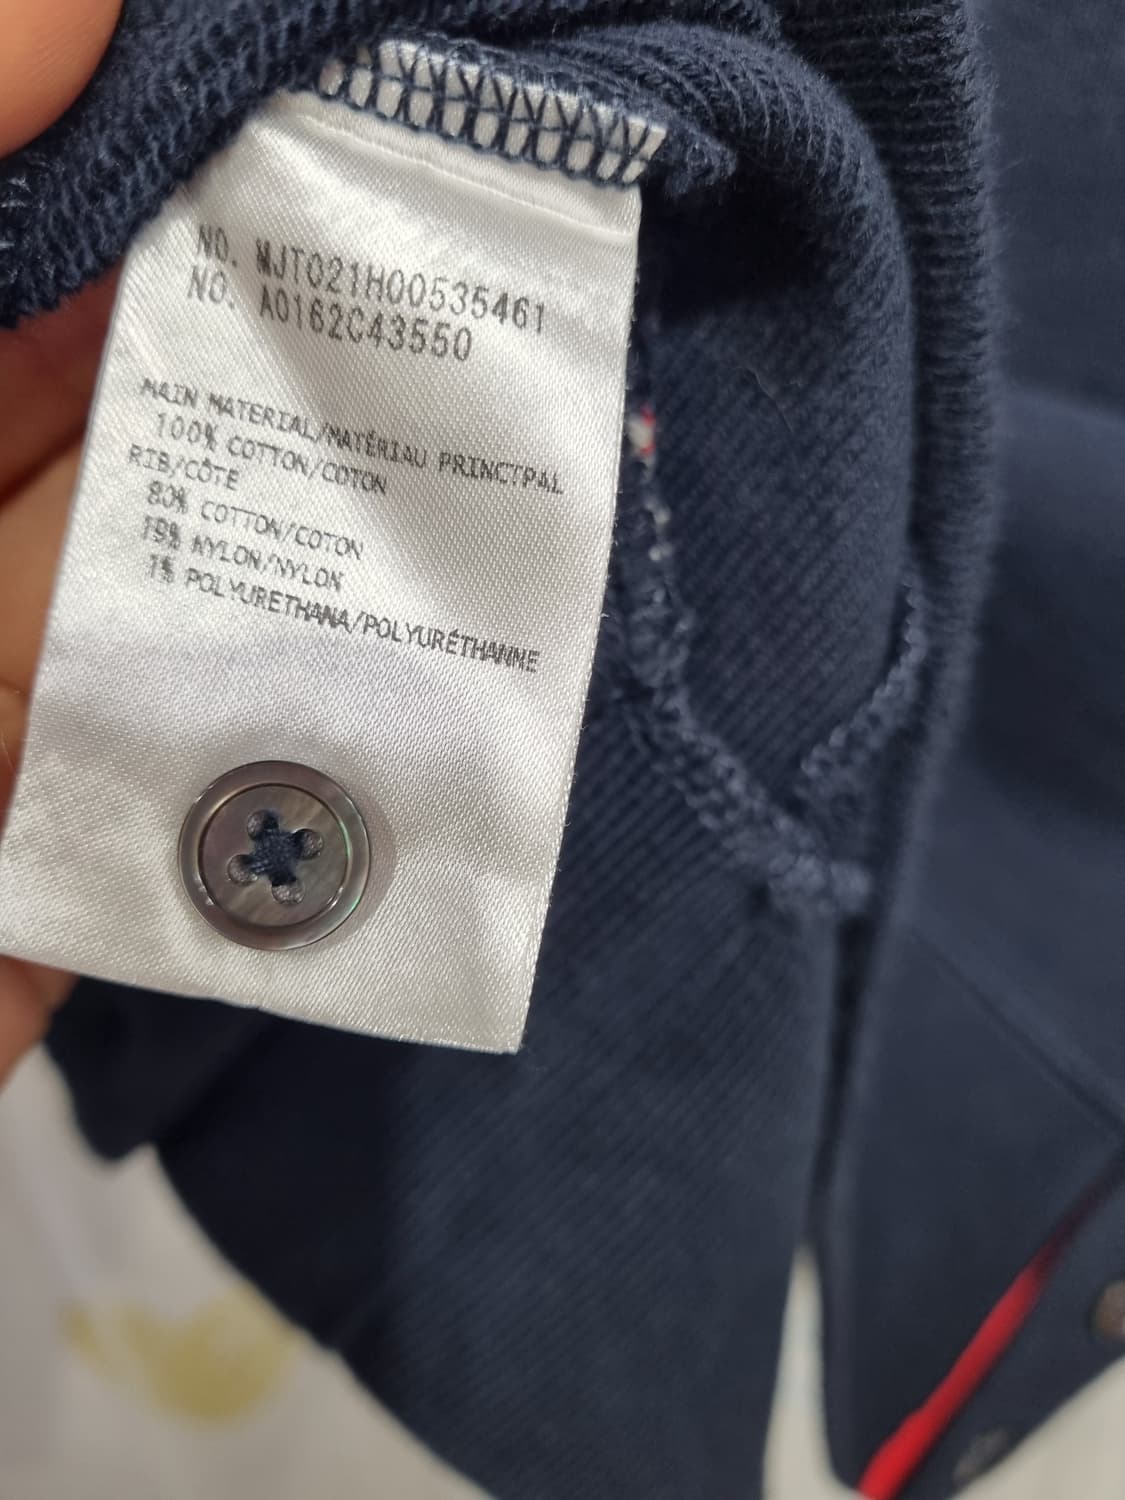 NO. MJT021H00535461
NO. A0162C43550
MAIN MATERIAL/MATÉRIAU PRINCTPAL
100% COTTON/COTON
RIB/CÔTE
80% COTTON/COTON
19% NYLON/NYLON
1% POLYURETHANA/POLYURÉTHANNE